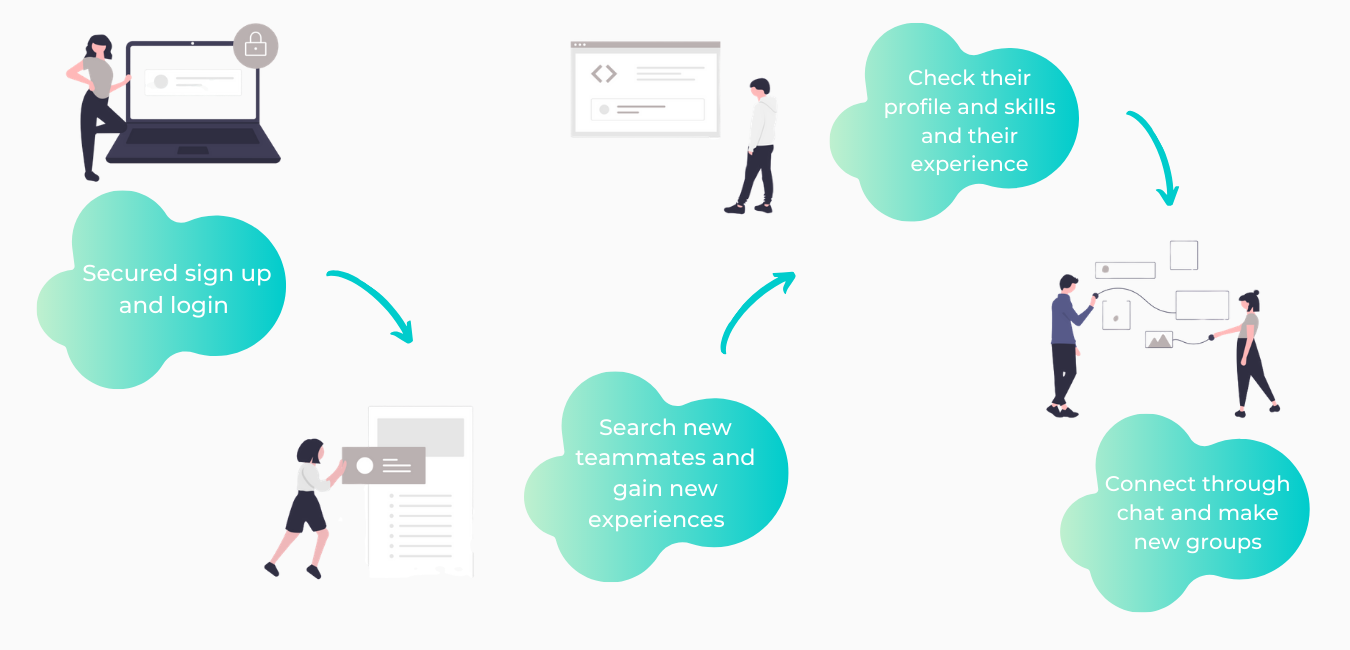 Secured sign up
and login
Search new
teammates and
gain new
experiences
Check their
profile and skills
and their
experience
Connect through
chat and make
new groups